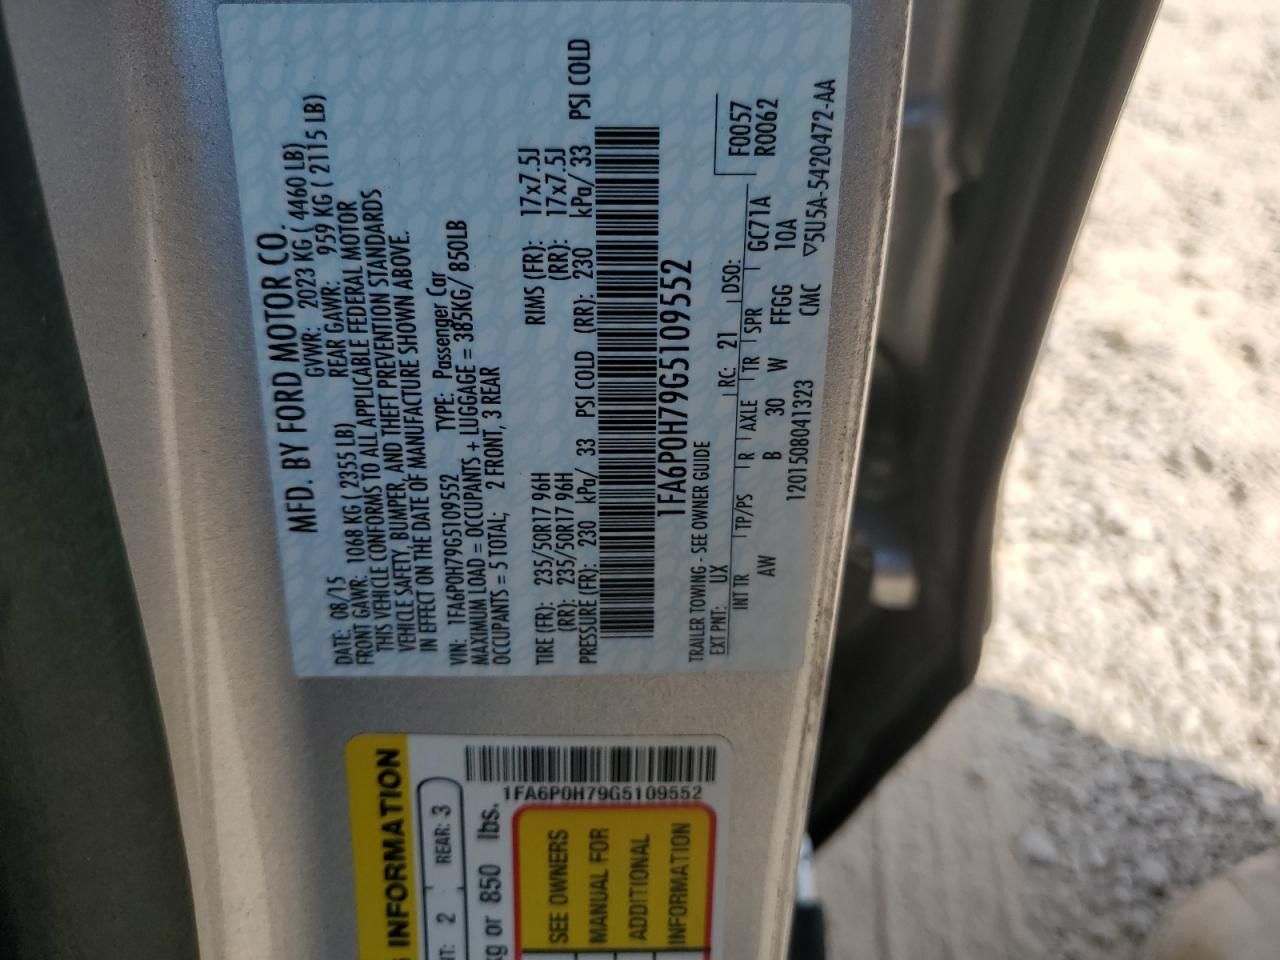 MFD. BY FORD MOTOR CO.
DATE: 08/15 GVWR: 2023 KG ( 4460 LB)
FRONT GAWR: 1068 KG ( 2355 LB) REAR GAWR: 959 KG ( 2115 LB)
THIS VEHICLE CONFORMS TO ALL APPLICABLE FEDERAL MOTOR
VEHICLE SAFETY, BUMPER, AND THEFT PREVENTION STANDARDS
IN EFFECT ON THE DATE OF MANUFACTURE SHOWN ABOVE.
VIN: 1FA6P0H79G5109552 TYPE: Passenger Car
MAXIMUM LOAD = OCCUPANTS + LUGGAGE = 385KG/ 850LB
OCCUPANTS = 5 TOTAL; 2 FRONT, 3 REAR
TIRE (FR): 235/50R17 96H RIMS (FR): 17x7.5J
(RR): 235/50R17 96H (RR): 17x7.5J
PRESSURE (FR): 230 kPa/ 33 PSI COLD (RR): 230 kPa/ 33 PSI COLD
1FA6P0H79G5109552
TRAILER TOWING - SEE OWNER GUIDE
EXT PNT: UX RC: 21 DSO: F0057
R0062
INT TR TP/PS R AXLE TR SPR GC71A
AW B 30 W FFGG 10A
1201508041323 CMC ▽5U5A-5420472-AA
INFORMATION
1FA6P0H79G5109552
2 REAR: 3
kg or 850 lbs.
SEE OWNERS
MANUAL FOR
ADDITIONAL
INFORMATION